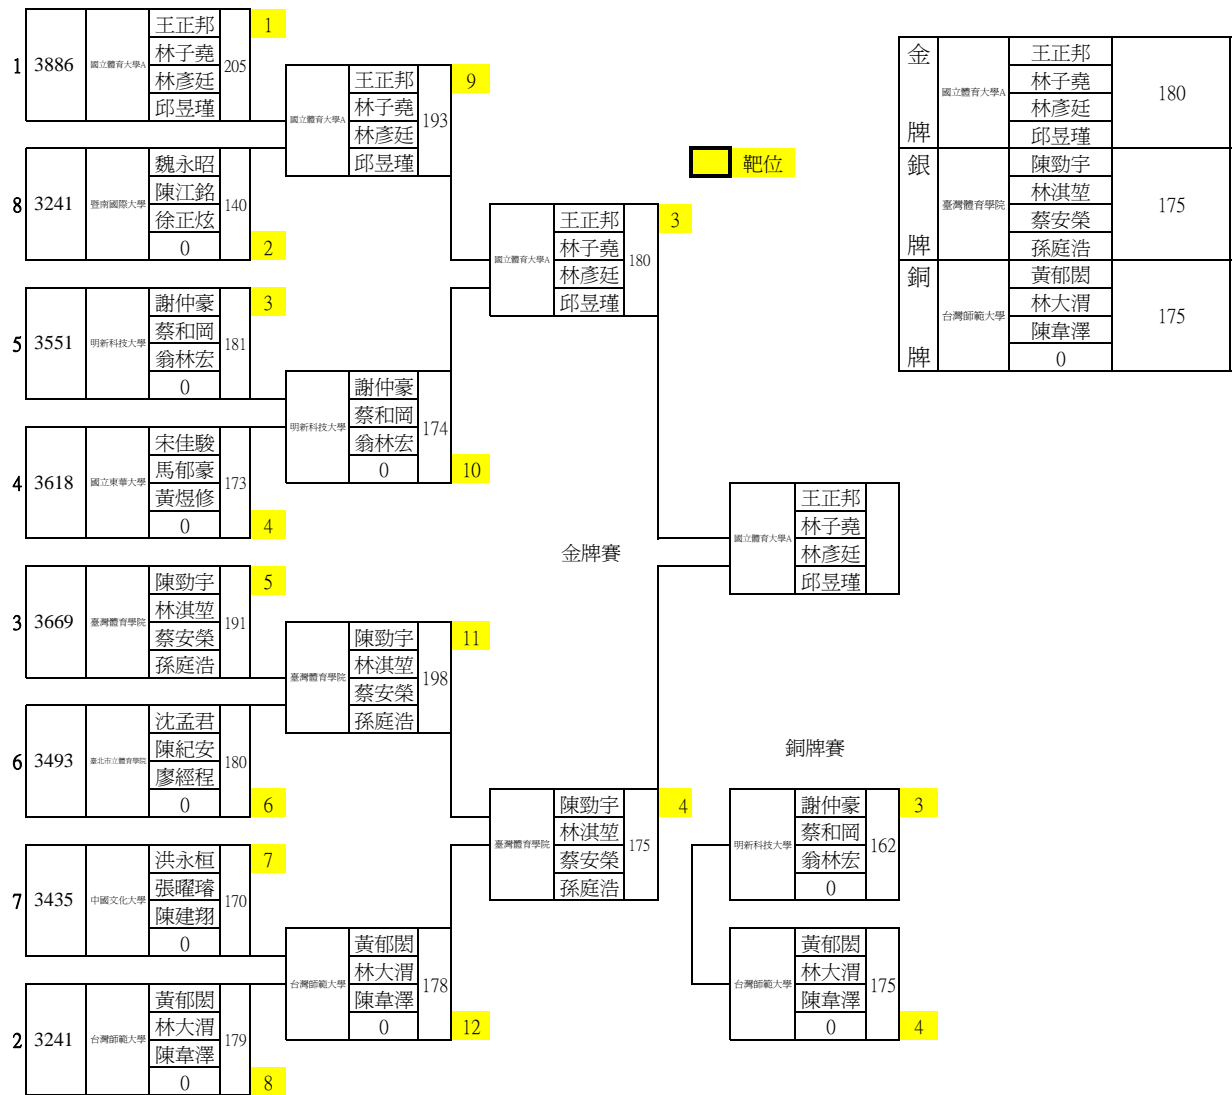 王正邦 1
林子堯
1 3886 國立體育大學A 205
林彥廷
邱昱瑾
魏永昭
陳江銘
8 3241 暨南國際大學 140
徐正炫
0 2
謝仲豪 3
蔡和岡
5 3551 明新科技大學 181
翁林宏
0
宋佳駿
馬郁豪
4 3618 國立東華大學 173
黃煜修
0 4
陳勁宇 5
林淇堃
3 3669 臺灣體育學院 191
蔡安榮
孫庭浩
沈孟君
陳紀安
6 3493 臺北市立體育學院 180
廖經程
0 6
洪永桓 7
張曜璿
7 3435 中國文化大學 170
陳建翔
0
黃郁閎
林大渭
2 3241 台灣師範大學 179
陳韋澤
0 8
王正邦 9
林子堯
國立體育大學A 193
林彥廷
邱昱瑾
謝仲豪
蔡和岡
明新科技大學 174
翁林宏
0 10
陳勁宇 11
林淇堃
臺灣體育學院 198
蔡安榮
孫庭浩
黃郁閎
林大渭
台灣師範大學 178
陳韋澤
0 12
靶位
王正邦 3
林子堯
國立體育大學A 180
林彥廷
邱昱瑾
金牌賽
陳勁宇 4
林淇堃
臺灣體育學院 175
蔡安榮
孫庭浩
王正邦
林子堯
國立體育大學A
林彥廷
邱昱瑾
銅牌賽
謝仲豪 3
蔡和岡
明新科技大學 162
翁林宏
0
黃郁閎
林大渭
台灣師範大學 175
陳韋澤
0 4
金牌
王正邦
林子堯
國立體育大學A 180
林彥廷
邱昱瑾
銀牌
陳勁宇
林淇堃
臺灣體育學院 175
蔡安榮
孫庭浩
銅牌
黃郁閎
林大渭
台灣師範大學 175
陳韋澤
0